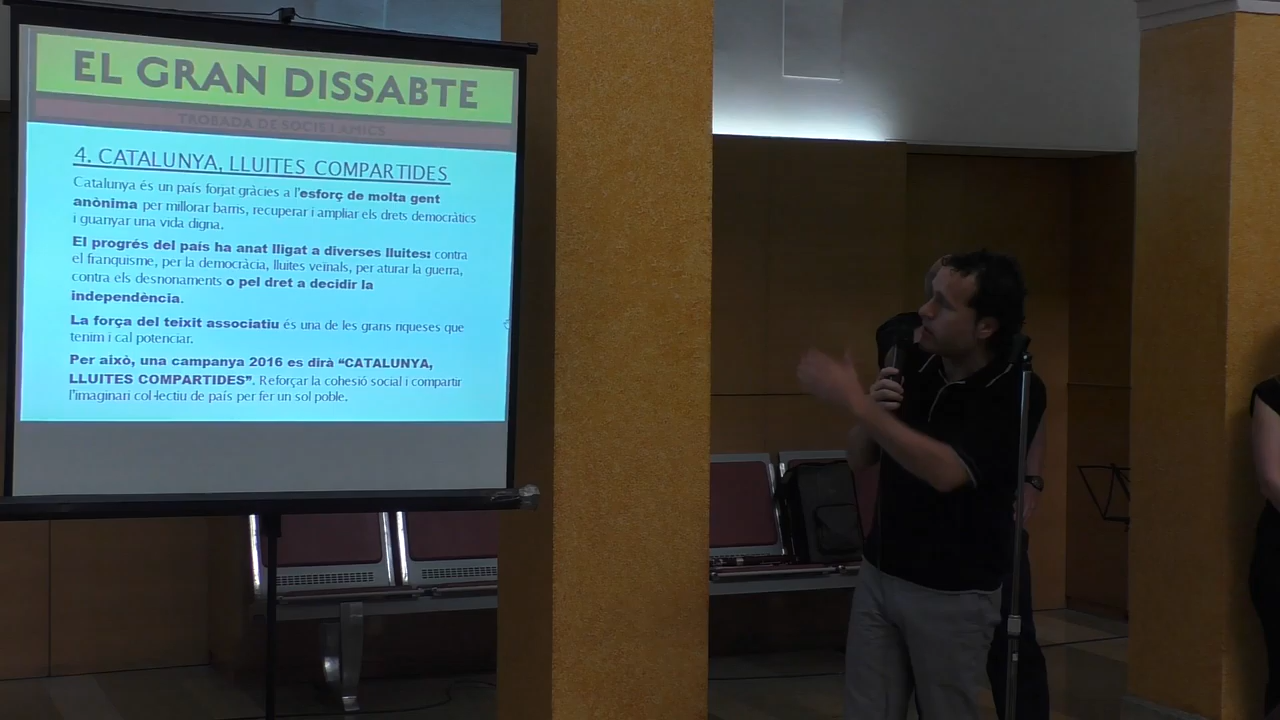 EL GRAN DISSABTE
TROBADA DE SOCIS I AMICS
4. CATALUNYA, LLUITES COMPARTIDES
Catalunya és un país forjat gràcies a l'esforç de molta gent
anònima per millorar barris, recuperar i ampliar els drets democràtics
i guanyar una vida digna.
El progrés del país ha anat lligat a diverses lluites: contra
el franquisme, per la democràcia, lluites veïnals, per aturar la guerra,
contra els desnonaments o pel dret a decidir la
independència.
La força del teixit associatiu és una de les grans riqueses que
tenim i cal potenciar.
Per això, una campanya 2016 es dirà “CATALUNYA,
LLUITES COMPARTIDES”. Reforçar la cohesió social i compartir
l'imaginari col·lectiu de país per fer un sol poble.